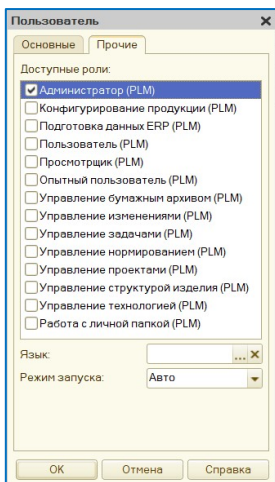 Пользователь
Основные Прочие
Доступные роли:
Администратор (PLM)
Конфигурирование продукции (PLM)
Подготовка данных ERP (PLM)
Пользователь (PLM)
Просмотрщик (PLM)
Опытный пользователь (PLM)
Управление бумажным архивом (PLM)
Управление изменениями (PLM)
Управление задачами (PLM)
Управление нормированием (PLM)
Управление проектами (PLM)
Управление структурой изделия (PLM)
Управление технологией (PLM)
Работа с личной папкой (PLM)
Язык: ...
Режим запуска: Авто
OK Отмена Справка